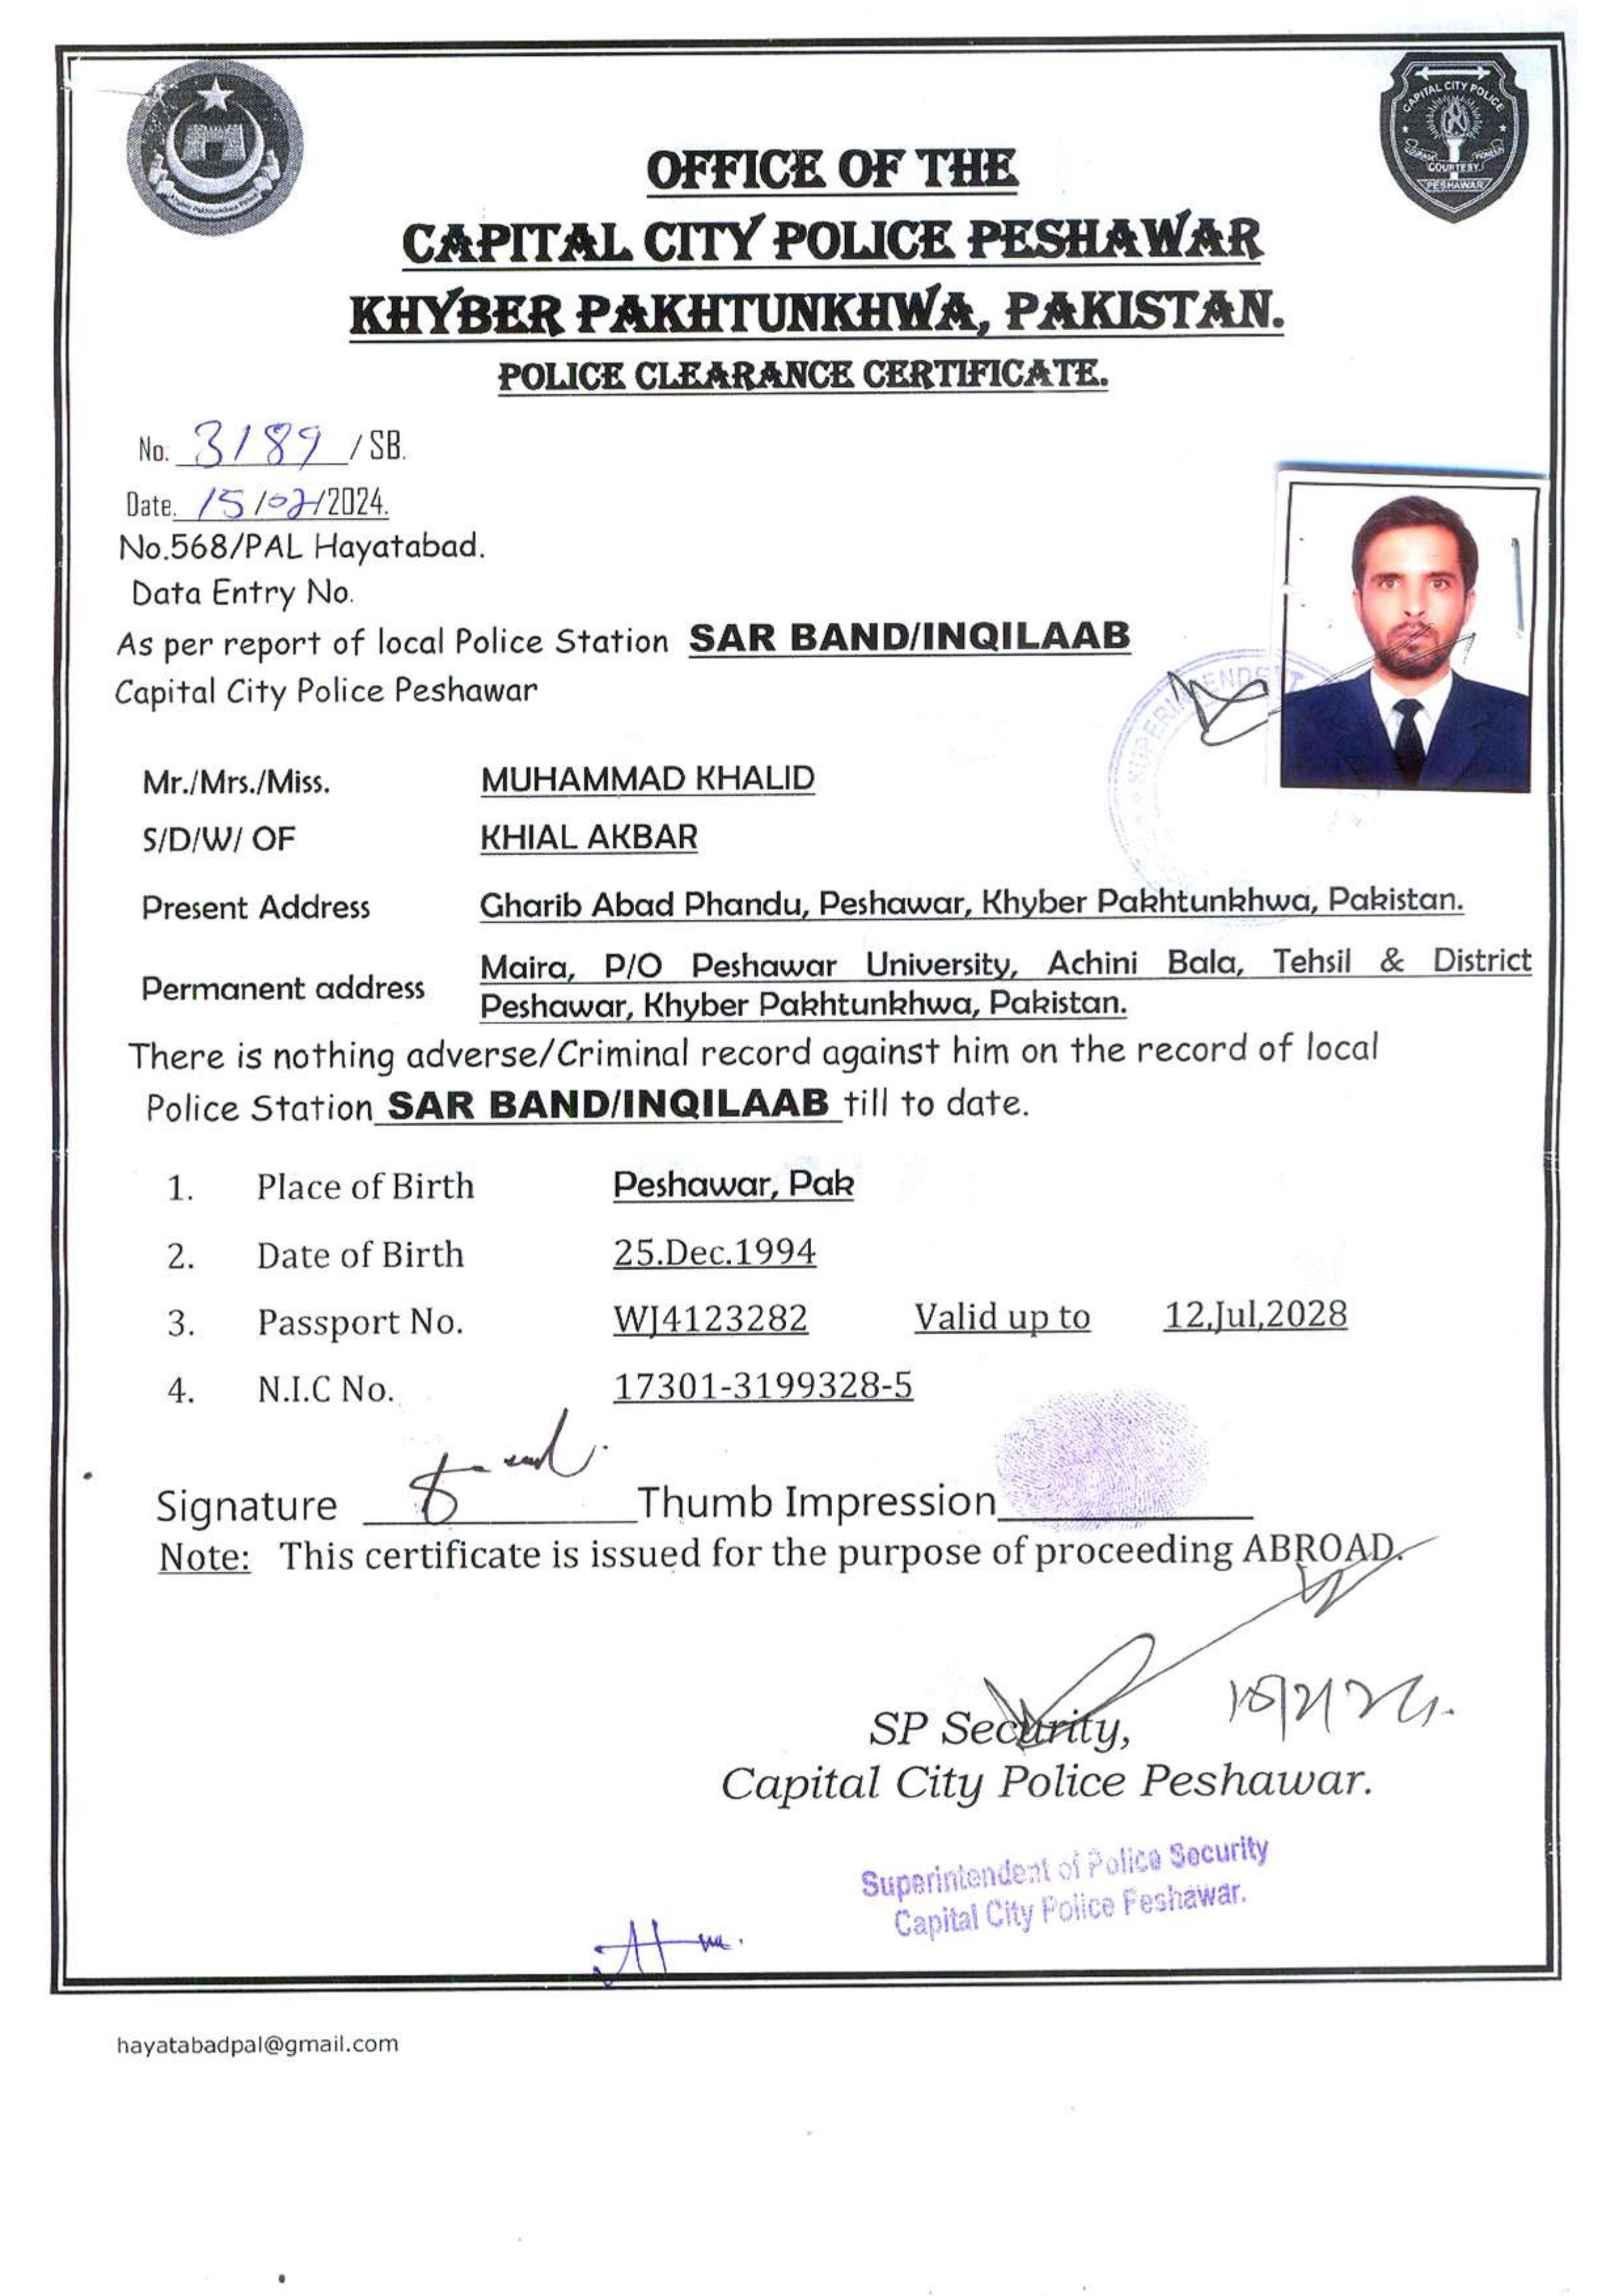 CAPITAL CITY POLICE
COURTESY
PESHAWAR
OFFICE OF THE
CAPITAL CITY POLICE PESHAWAR
KHYBER PAKHTUNKHWA, PAKISTAN.
POLICE CLEARANCE CERTIFICATE.
No. 3189 / SB.
Date. 15/02/2024.
No.568/PAL Hayatabad.
Data Entry No.
As per report of local Police Station SAR BAND/INQILAAB
Capital City Police Peshawar
Mr./Mrs./Miss. MUHAMMAD KHALID
S/D/W/ OF KHIAL AKBAR
Present Address Gharib Abad Phandu, Peshawar, Khyber Pakhtunkhwa, Pakistan.
Permanent address Maira, P/O Peshawar University, Achini Bala, Tehsil & District
Peshawar, Khyber Pakhtunkhwa, Pakistan.
There is nothing adverse/Criminal record against him on the record of local
Police Station SAR BAND/INQILAAB till to date.
1. Place of Birth Peshawar, Pak
2. Date of Birth 25.Dec.1994
3. Passport No. WJ4123282 Valid up to 12,Jul,2028
4. N.I.C No. 17301-3199328-5
Signature Thumb Impression
Note: This certificate is issued for the purpose of proceeding ABROAD.
SP Security, 15/2/24.
Capital City Police Peshawar.
Superintendent of Police Security
Capital City Police Peshawar.
hayatabadpal@gmail.com